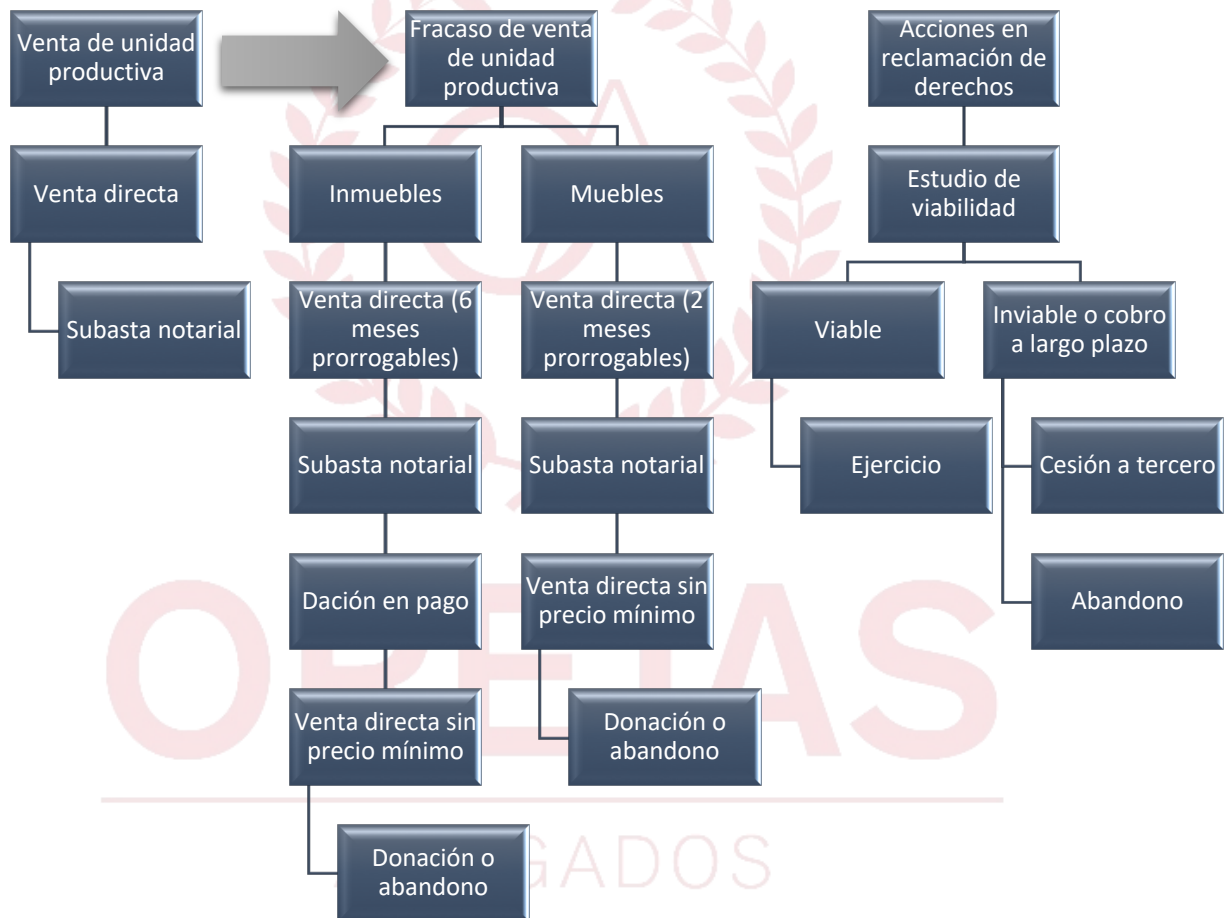 Venta de unidad
productiva
Venta directa
Subasta notarial
Fracaso de venta
de unidad
productiva
Inmuebles
Venta directa (6
meses
prorrogables)
Subasta notarial
Dación en pago
Venta directa sin
precio mínimo
Donación o
abandono
Muebles
Venta directa (2
meses
prorrogables)
Subasta notarial
Venta directa sin
precio mínimo
Donación o
abandono
Acciones en
reclamación de
derechos
Estudio de
viabilidad
Viable
Ejercicio
Inviable o cobro
a largo plazo
Cesión a tercero
Abandono